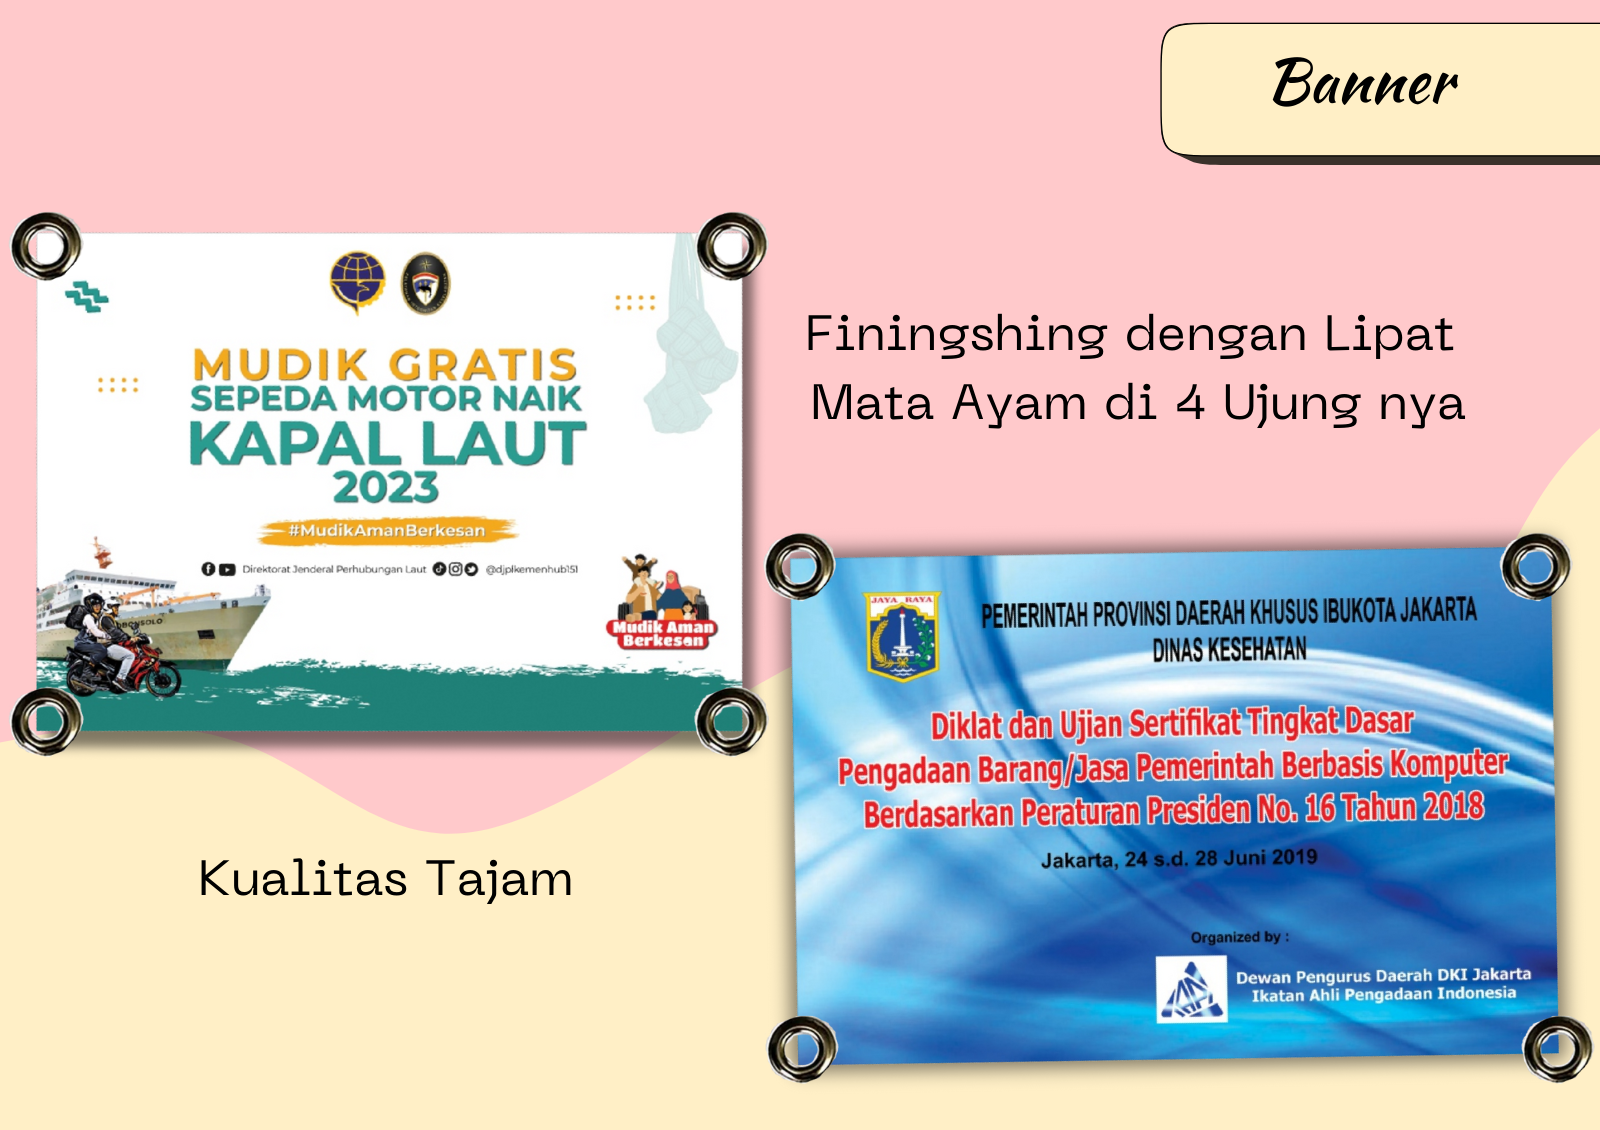 Banner
MUDIK GRATIS
SEPEDA MOTOR NAIK
KAPAL LAUT
2023
#MudikAmanBerkesan
Direktorat Jenderal Perhubungan Laut @djplkemenhub151
Mudik Aman
Berkesan
Finingshing dengan Lipat
Mata Ayam di 4 Ujung nya
JAYA RAYA
PEMERINTAH PROVINSI DAERAH KHUSUS IBUKOTA JAKARTA
DINAS KESEHATAN
Diklat dan Ujian Sertifikat Tingkat Dasar
Pengadaan Barang/Jasa Pemerintah Berbasis Komputer
Berdasarkan Peraturan Presiden No. 16 Tahun 2018
Jakarta, 24 s.d. 28 Juni 2019
Organized by :
Dewan Pengurus Daerah DKI Jakarta
Ikatan Ahli Pengadaan Indonesia
Kualitas Tajam